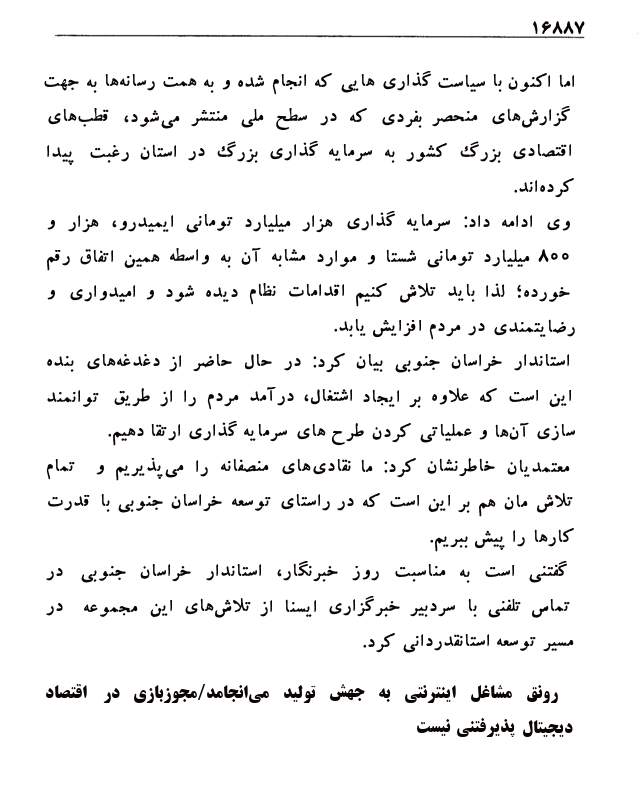 ۱۶۸۸۷
اما اکنون با سیاست گذاری هایی که انجام شده و به همت رسانه‌ها به جهت
گزارش‌های منحصر بفردی که در سطح ملی منتشر می‌شود، قطب‌های
اقتصادی بزرگ کشور به سرمایه گذاری بزرگ در استان رغبت پیدا
کرده‌اند.
وی ادامه داد: سرمایه گذاری هزار میلیارد تومانی ایمیدرو، هزار و
۸۰۰ میلیارد تومانی شستا و موارد مشابه آن به واسطه همین اتفاق رقم
خورده؛ لذا باید تلاش کنیم اقدامات نظام دیده شود و امیدواری و
رضایتمندی در مردم افزایش یابد.
استاندار خراسان جنوبی بیان کرد: در حال حاضر از دغدغه‌های بنده
این است که علاوه بر ایجاد اشتغال، درآمد مردم را از طریق توانمند
سازی آن‌ها و عملیاتی کردن طرح های سرمایه گذاری ارتقا دهیم.
معتمدیان خاطرنشان کرد: ما نقادی‌های منصفانه را می‌پذیریم و تمام
تلاش مان هم بر این است که در راستای توسعه خراسان جنوبی با قدرت
کارها را پیش ببریم.
گفتنی است به مناسبت روز خبرنگار، استاندار خراسان جنوبی در
تماس تلفنی با سردبیر خبرگزاری ایسنا از تلاش‌های این مجموعه در
مسیر توسعه استانقدردانی کرد.
رونق مشاغل اینترنتی به جهش تولید می‌انجامد/مجوزبازی در اقتصاد
دیجیتال پذیرفتنی نیست